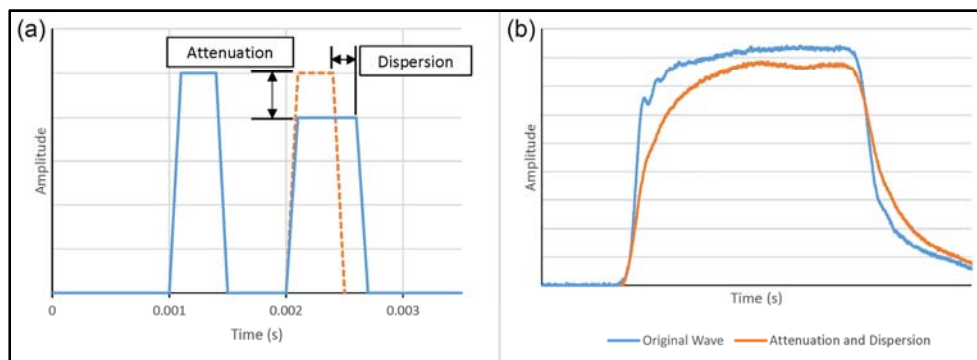 (a)
Attenuation
Dispersion
Amplitude
0
0.001
0.002
0.003
Time (s)
(b)
Amplitude
Time (s)
Original Wave
Attenuation and Dispersion